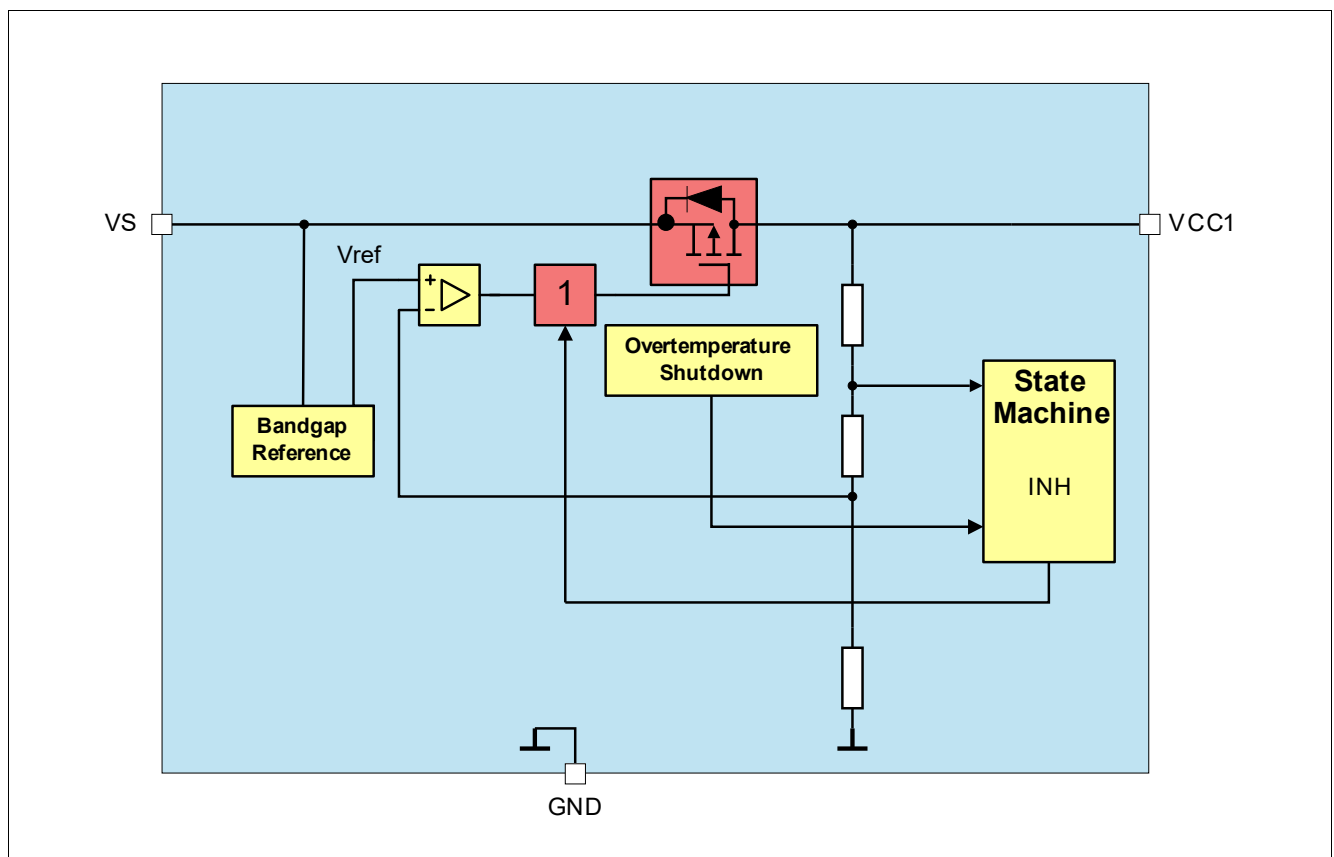 VS
VCC1
Vref
+
-
1
Overtemperature
Shutdown
State
Machine
INH
Bandgap
Reference
GND